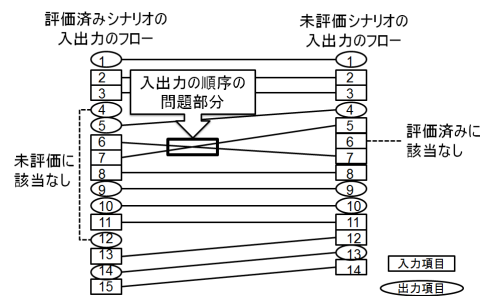 評価済みシナリオの
入出力のフロー
未評価シナリオの
入出力のフロー
1
2
3
4
5
6
7
8
9
10
11
12
13
14
15
入出力の順序の
問題部分
未評価に
該当なし
1
2
3
4
5
6
7
8
9
10
11
12
13
14
評価済みに
該当なし
入力項目
出力項目